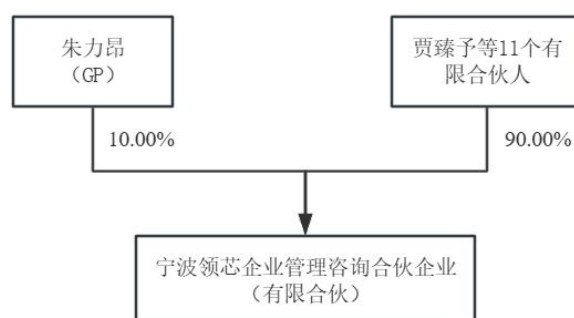 朱力昂
（GP）
贾臻予等11个有
限合伙人
10.00%
90.00%
宁波领芯企业管理咨询合伙企业
（有限合伙）